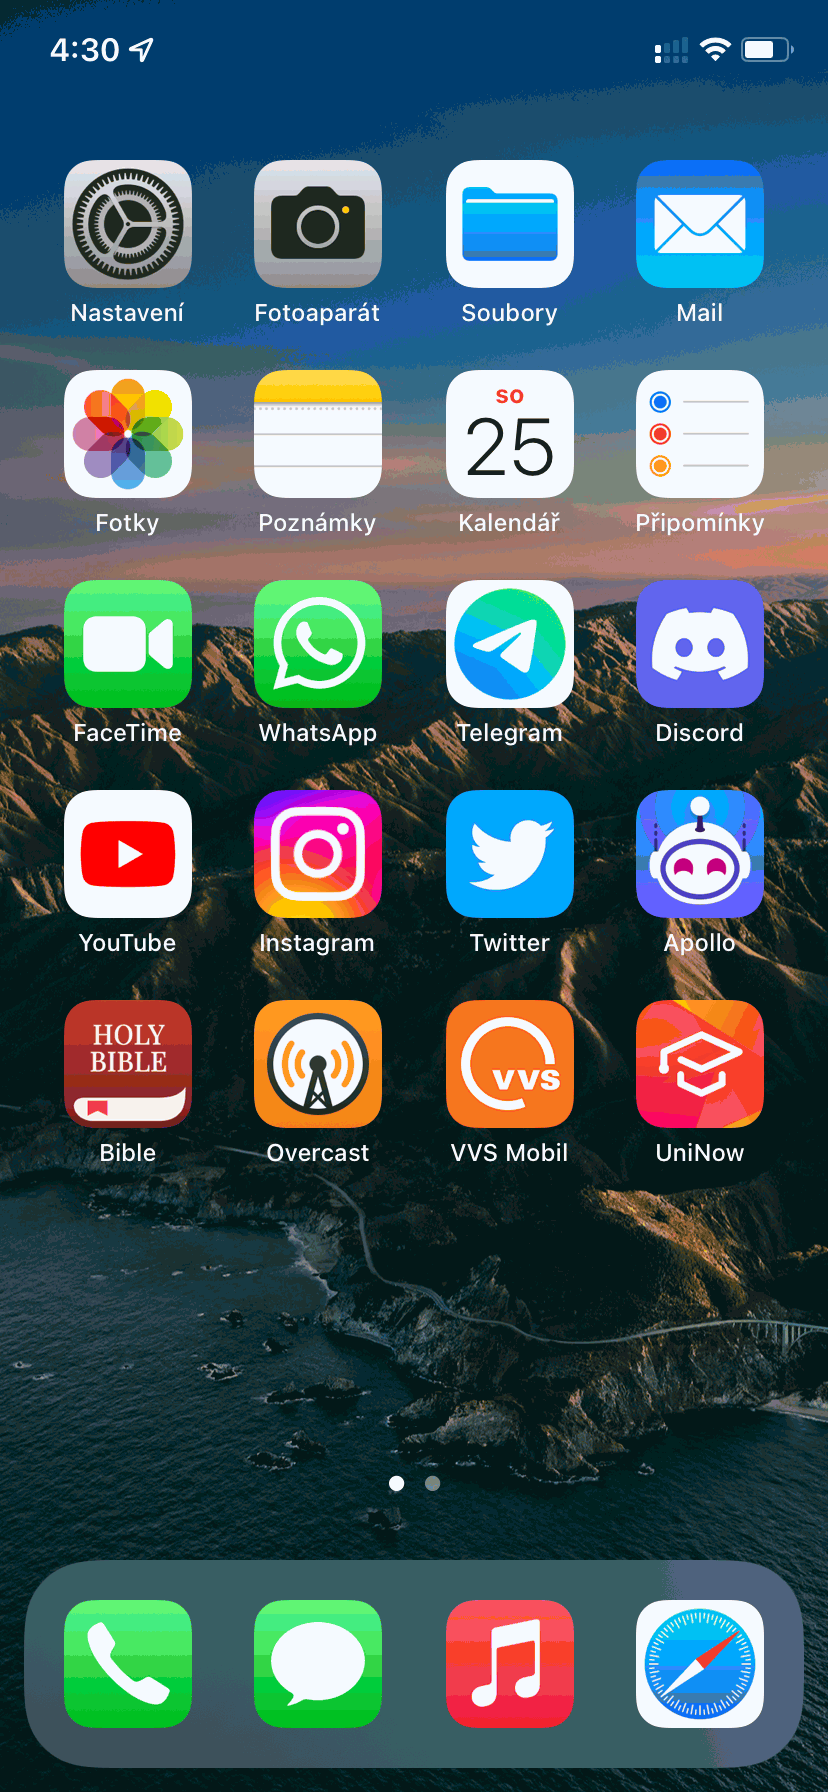 4:30
Nastavení
Fotoaparát
Soubory
Mail
SO
25
Fotky
Poznámky
Kalendář
Připomínky
FaceTime
WhatsApp
Telegram
Discord
YouTube
Instagram
Twitter
Apollo
HOLY
BIBLE
vvs
Bible
Overcast
VVS Mobil
UniNow